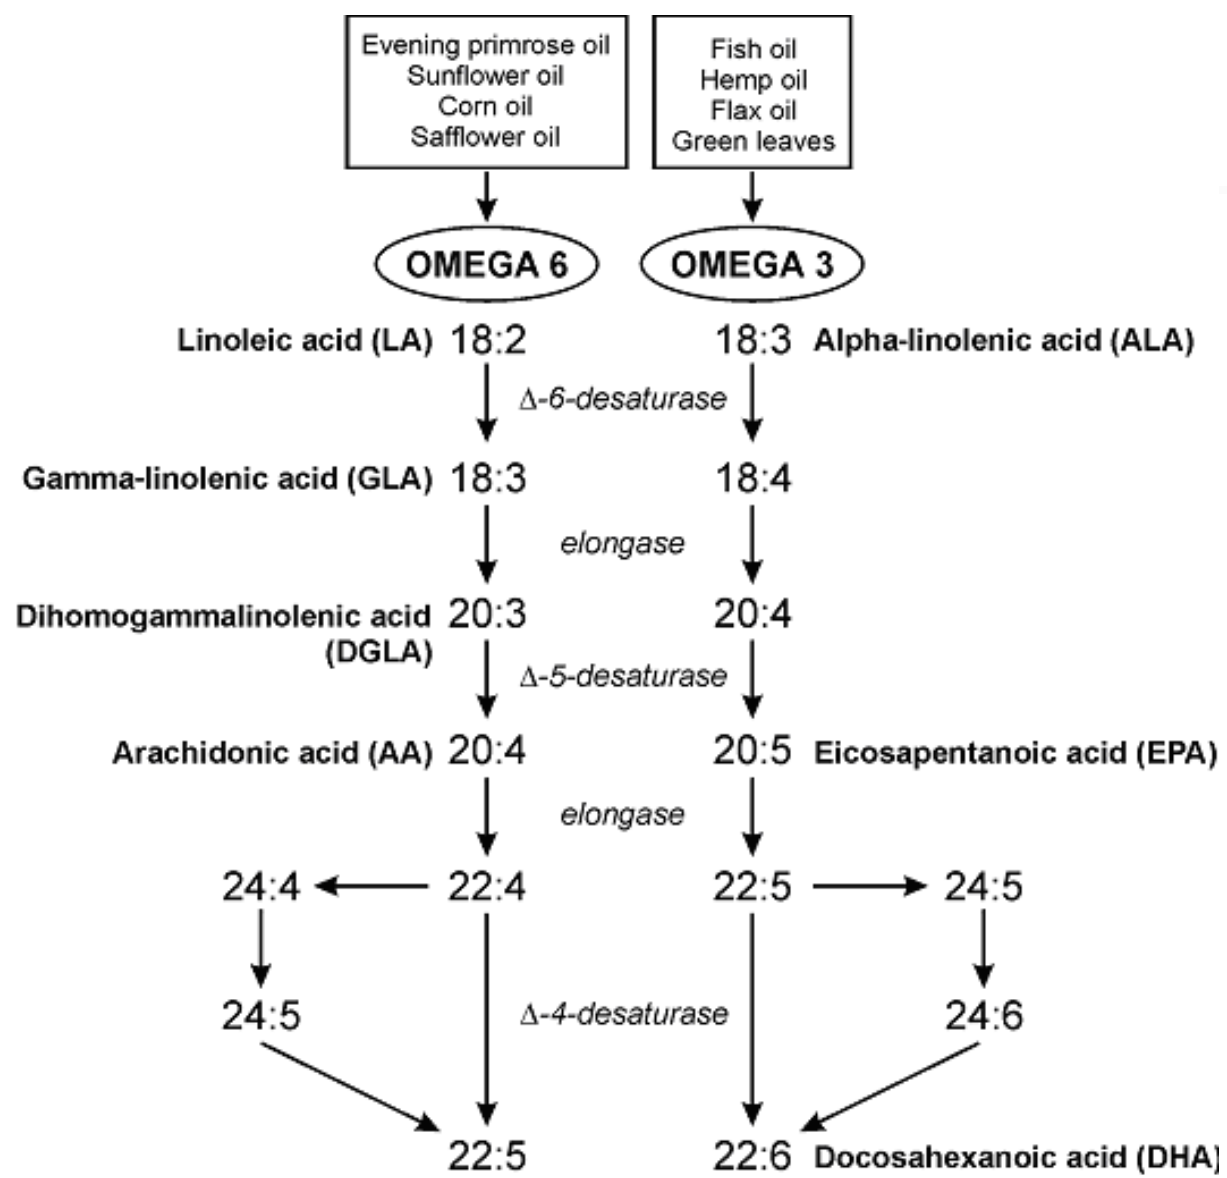 Evening primrose oil
Sunflower oil
Corn oil
Safflower oil
Fish oil
Hemp oil
Flax oil
Green leaves
OMEGA 6
OMEGA 3
Linoleic acid (LA) 18:2
18:3 Alpha-linolenic acid (ALA)
Δ-6-desaturase
Gamma-linolenic acid (GLA) 18:3
18:4
elongase
Dihomogammalinolenic acid 20:3
(DGLA)
20:4
Δ-5-desaturase
Arachidonic acid (AA) 20:4
20:5 Eicosapentanoic acid (EPA)
elongase
24:4
22:4
22:5
24:5
24:5
Δ-4-desaturase
24:6
22:5
22:6 Docosahexanoic acid (DHA)